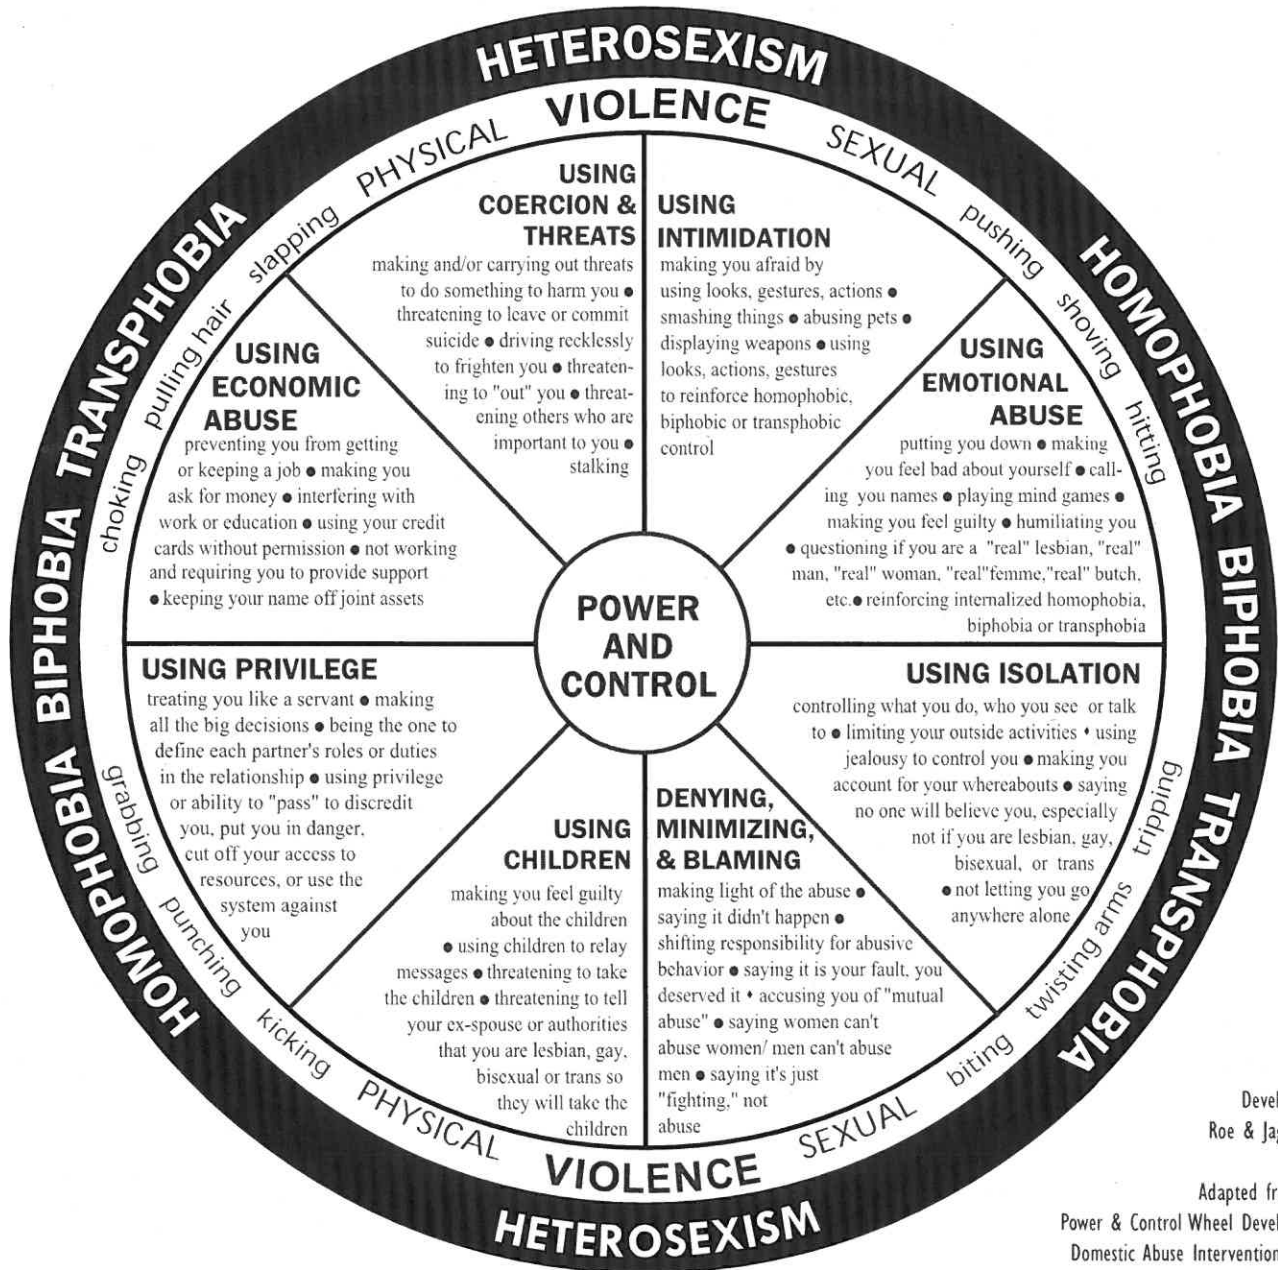 HETEROSEXISM
HOMOPHOBIA BIPHOBIA TRANSPHOBIA
HETEROSEXISM
HOMOPHOBIA BIPHOBIA TRANSPHOBIA
PHYSICAL VIOLENCE SEXUAL
pushing shoving hitting
tripping twisting arms biting
PHYSICAL VIOLENCE SEXUAL
kicking punching grabbing
choking pulling hair slapping
USING
COERCION &
THREATS
making and/or carrying out threats
to do something to harm you ●
threatening to leave or commit
suicide ● driving recklessly
to frighten you ● threaten-
ing to "out" you ● threat-
ening others who are
important to you ●
stalking
USING
INTIMIDATION
making you afraid by
using looks, gestures, actions ●
smashing things ● abusing pets ●
displaying weapons ● using
looks, actions, gestures
to reinforce homophobic,
biphobic or transphobic
control
USING
EMOTIONAL
ABUSE
putting you down ● making
you feel bad about yourself ● call-
ing you names ● playing mind games ●
making you feel guilty ● humiliating you
● questioning if you are a "real" lesbian, "real"
man, "real" woman, "real"femme,"real" butch,
etc.● reinforcing internalized homophobia,
biphobia or transphobia
USING ISOLATION
controlling what you do, who you see or talk
to ● limiting your outside activities • using
jealousy to control you ● making you
account for your whereabouts ● saying
no one will believe you, especially
not if you are lesbian, gay,
bisexual, or trans
● not letting you go
anywhere alone
DENYING,
MINIMIZING,
& BLAMING
making light of the abuse ●
saying it didn't happen ●
shifting responsibility for abusive
behavior ● saying it is your fault, you
deserved it • accusing you of "mutual
abuse" ● saying women can't
abuse women/ men can't abuse
men ● saying it's just
"fighting," not
abuse
USING
CHILDREN
making you feel guilty
about the children
● using children to relay
messages ● threatening to take
the children ● threatening to tell
your ex-spouse or authorities
that you are lesbian, gay,
bisexual or trans so
they will take the
children
USING PRIVILEGE
treating you like a servant ● making
all the big decisions ● being the one to
define each partner's roles or duties
in the relationship ● using privilege
or ability to "pass" to discredit
you, put you in danger,
cut off your access to
resources, or use the
system against
you
USING
ECONOMIC
ABUSE
preventing you from getting
or keeping a job ● making you
ask for money ● interfering with
work or education ● using your credit
cards without permission ● not working
and requiring you to provide support
● keeping your name off joint assets
POWER
AND
CONTROL
Roe &
Adapted
Power & Control Wheel
Domestic Abuse Intervention